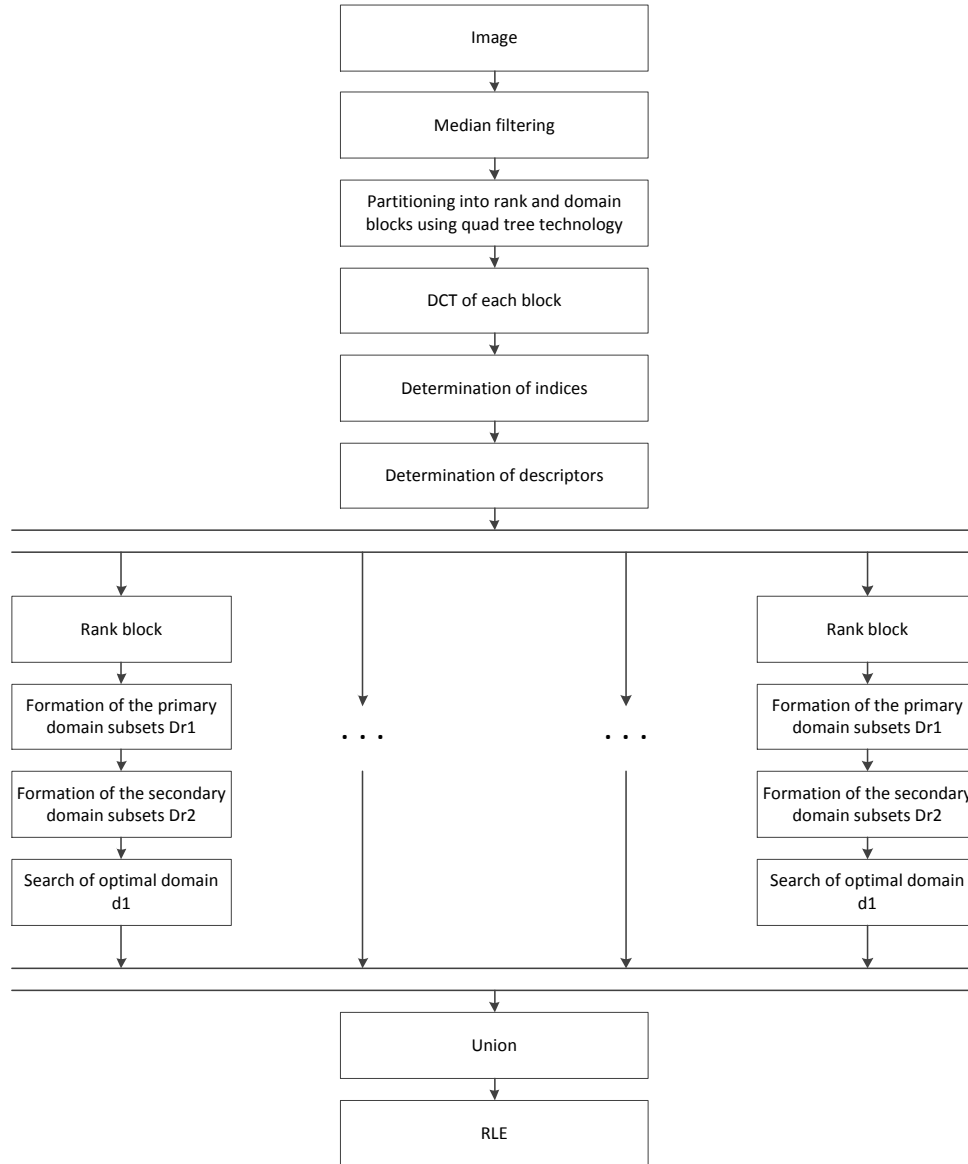 Image
Median filtering
Partitioning into rank and domain
blocks using quad tree technology
DCT of each block
Determination of indices
Determination of descriptors
Rank block
Formation of the primary
domain subsets Dr1
Formation of the secondary
domain subsets Dr2
Search of optimal domain
d1
. . .
. . .
Rank block
Formation of the primary
domain subsets Dr1
Formation of the secondary
domain subsets Dr2
Search of optimal domain
d1
Union
RLE